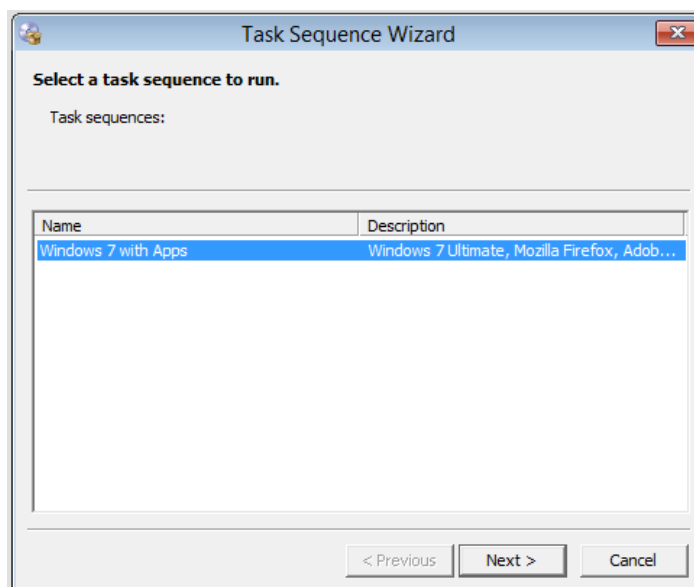 Task Sequence Wizard
Select a task sequence to run.
Task sequences:
Name Description
Windows 7 with Apps Windows 7 Ultimate, Mozilla Firefox, Adob...
< Previous Next > Cancel